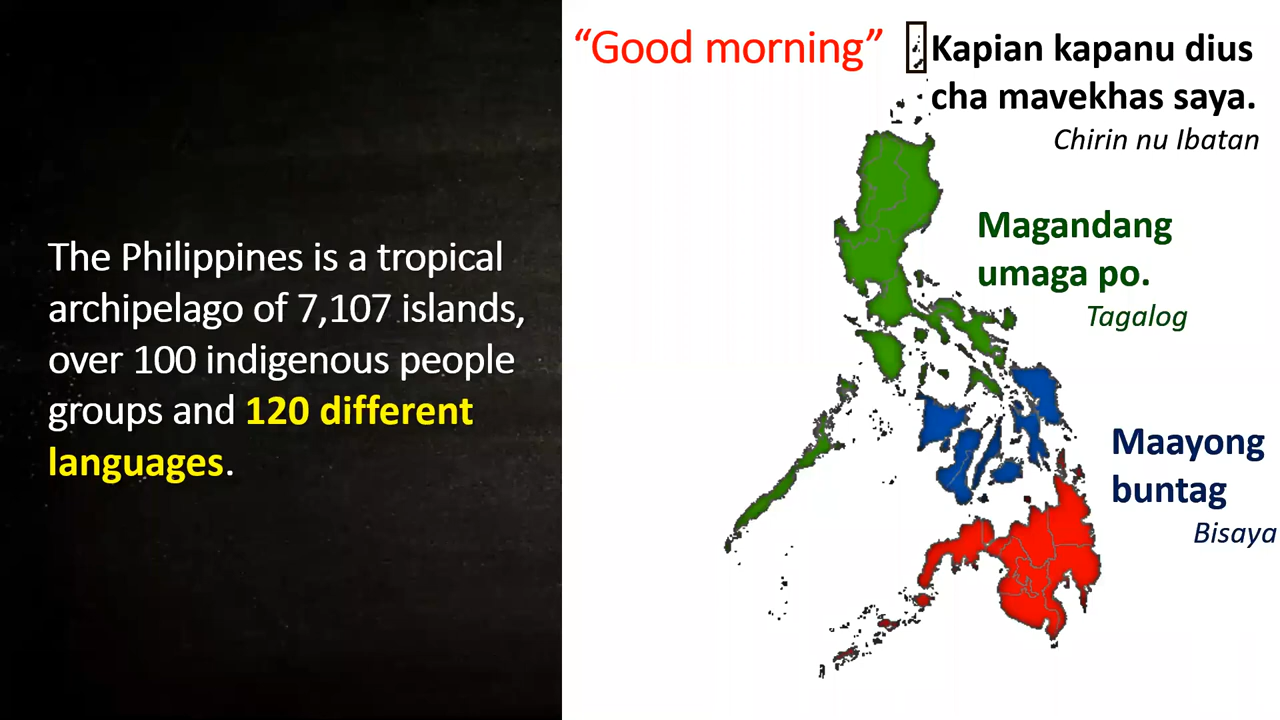 The Philippines is a tropical
archipelago of 7,107 islands,
over 100 indigenous people
groups and 120 different
languages.
“Good morning”
Kapian kapanu dius
cha mavekhas saya.
Chirin nu Ibatan
Magandang
umaga po.
Tagalog
Maayong
buntag
Bisaya